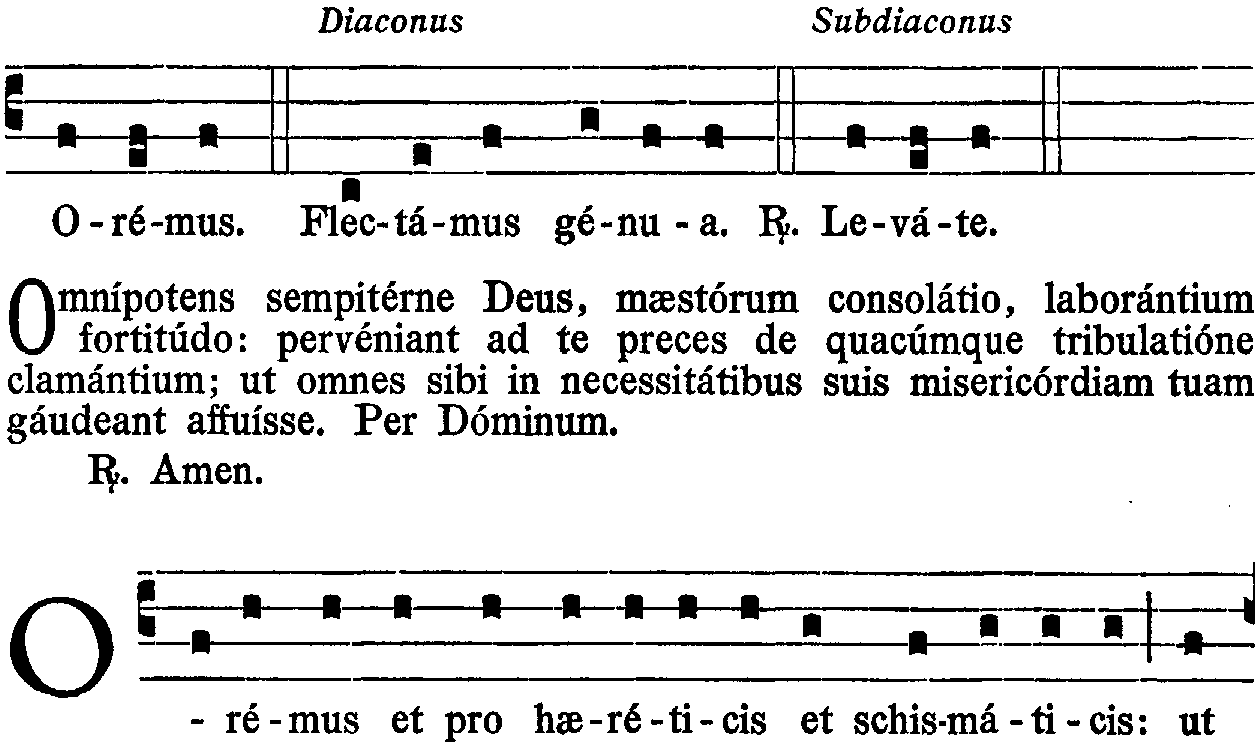 Diaconus Subdiaconus
O - ré - mus. Flec - tá - mus gé - nu - a. ℟. Le - vá - te.
Omnípotens sempitérne Deus, mæstórum consolátio, laborántium
fortitúdo: pervéniant ad te preces de quacúmque tribulatióne
clamántium; ut omnes sibi in necessitátibus suis misericórdiam tuam
gáudeant affuísse. Per Dóminum.
℟. Amen.
O - ré - mus et pro hæ - ré - ti - cis et schis - má - ti - cis: ut